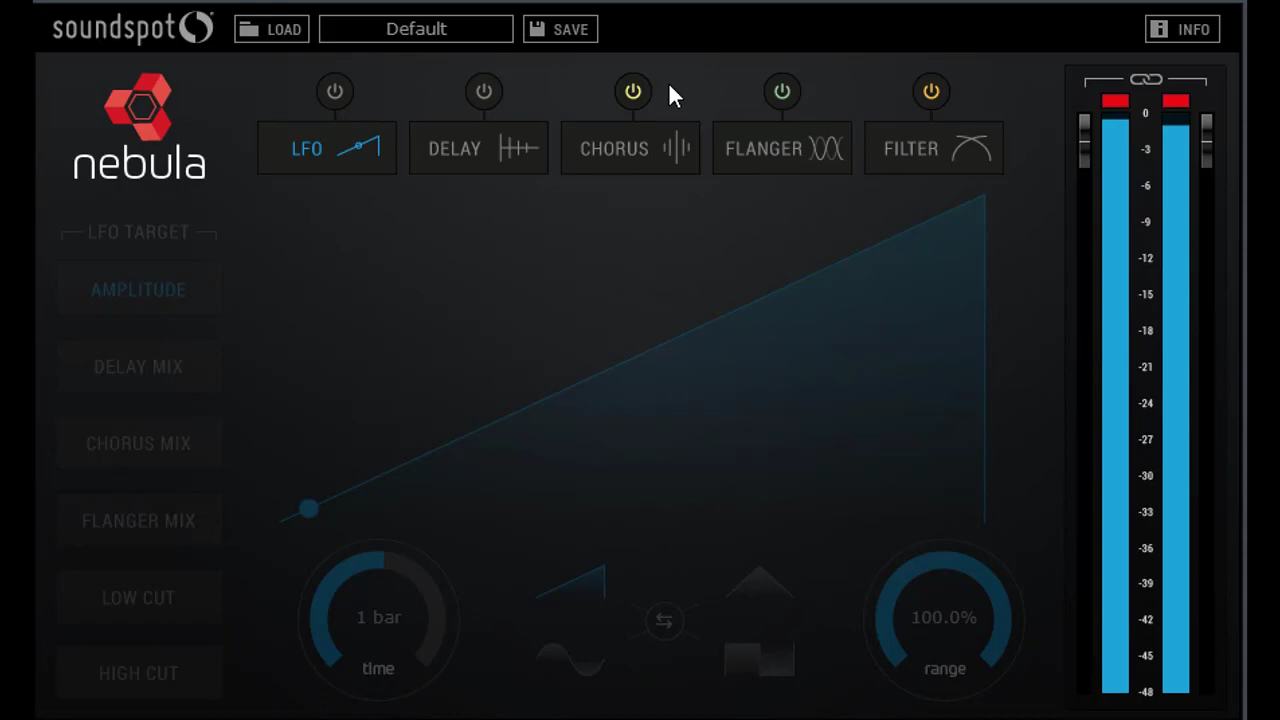 soundspot
LOAD
Default
SAVE
INFO
nebula
LFO
DELAY
CHORUS
FLANGER
FILTER
LFO TARGET
AMPLITUDE
DELAY MIX
CHORUS MIX
FLANGER MIX
LOW CUT
HIGH CUT
1 bar
time
100.0%
range
0
-3
-6
-9
-12
-15
-18
-21
-24
-27
-30
-33
-36
-39
-42
-45
-48